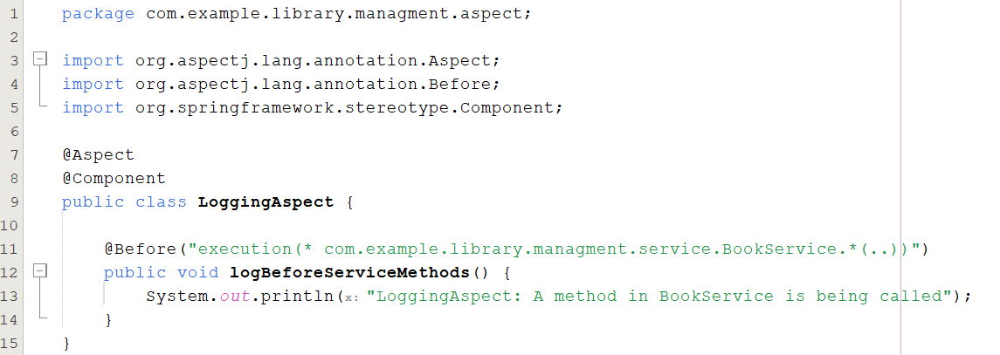 1 package com.example.library.managment.aspect;
2
3 import org.aspectj.lang.annotation.Aspect;
4 import org.aspectj.lang.annotation.Before;
5 import org.springframework.stereotype.Component;
6
7 @Aspect
8 @Component
9 public class LoggingAspect {
10
11     @Before("execution(* com.example.library.managment.service.BookService.*(..))")
12     public void logBeforeServiceMethods() {
13         System.out.println(x: "LoggingAspect: A method in BookService is being called");
14     }
15 }